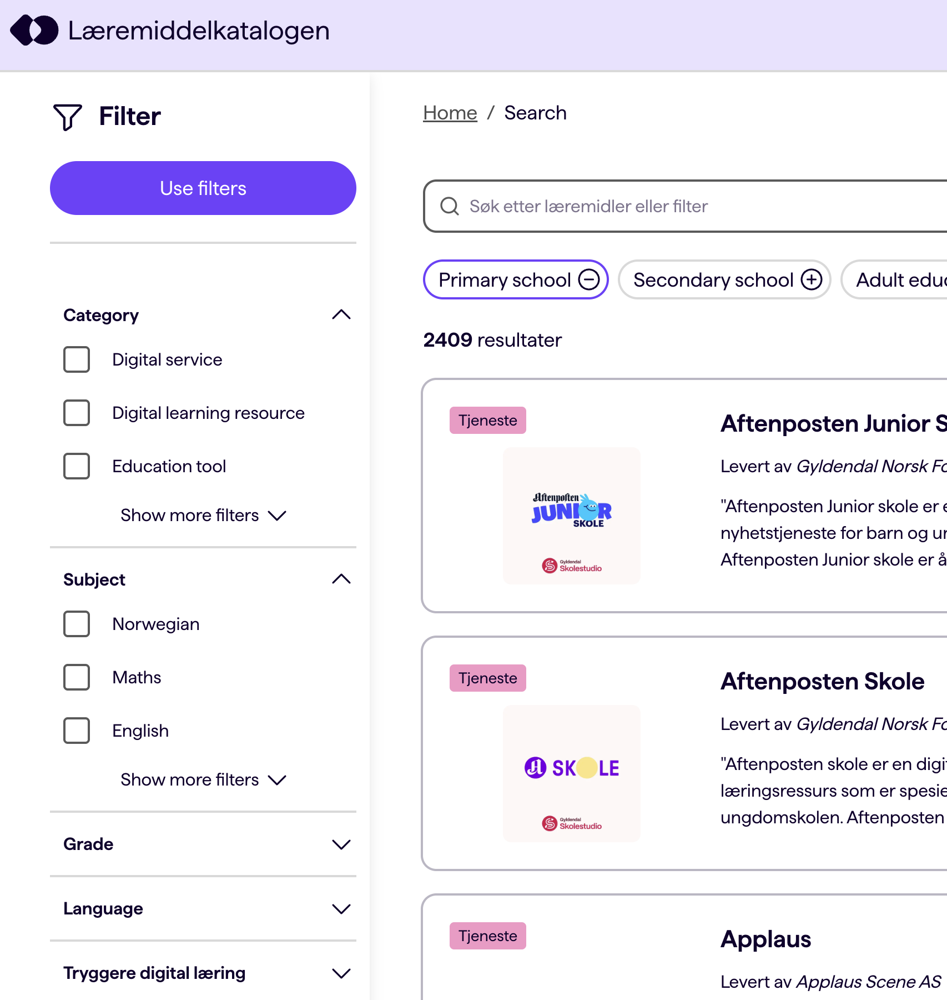 Læremiddelkatalogen
Filter
Use filters
Category
Digital service
Digital learning resource
Education tool
Show more filters
Subject
Norwegian
Maths
English
Show more filters
Grade
Language
Tryggere digital læring
Home / Search
Søk etter læremidler eller filter
Primary school Secondary school Adult educ
2409 resultater
Tjeneste
Aftenposten
JUNIOR
SKOLE
Gyldendal
Skolestudio
Aftenposten Junior S
Levert av Gyldendal Norsk Fo
"Aftenposten Junior skole er e
nyhetstjeneste for barn og un
Aftenposten Junior skole er å
Tjeneste
A SKOLE
Gyldendal
Skolestudio
Aftenposten Skole
Levert av Gyldendal Norsk Fo
"Aftenposten skole er en digit
læringsressurs som er spesie
ungdomskolen. Aftenposten
Tjeneste
Applaus
Levert av Applaus Scene AS